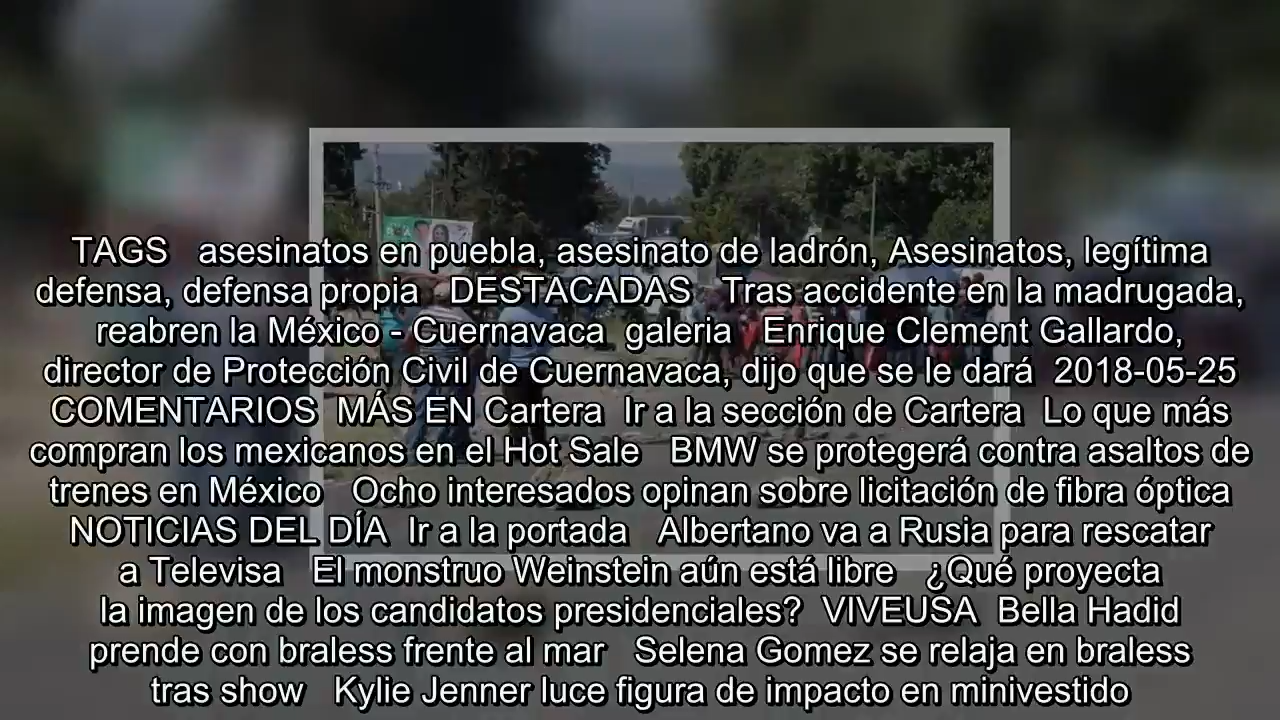 TAGS asesinatos en puebla, asesinato de ladrón, Asesinatos, legítima
defensa, defensa propia DESTACADAS Tras accidente en la madrugada,
reabren la México - Cuernavaca galeria Enrique Clement Gallardo,
director de Protección Civil de Cuernavaca, dijo que se le dará 2018-05-25
COMENTARIOS MÁS EN Cartera Ir a la sección de Cartera Lo que más
compran los mexicanos en el Hot Sale BMW se protegerá contra asaltos de
trenes en México Ocho interesados opinan sobre licitación de fibra óptica
NOTICIAS DEL DÍA Ir a la portada Albertano va a Rusia para rescatar
a Televisa El monstruo Weinstein aún está libre ¿Qué proyecta
la imagen de los candidatos presidenciales? VIVEUSA Bella Hadid
prende con braless frente al mar Selena Gomez se relaja en braless
tras show Kylie Jenner luce figura de impacto en minivestido